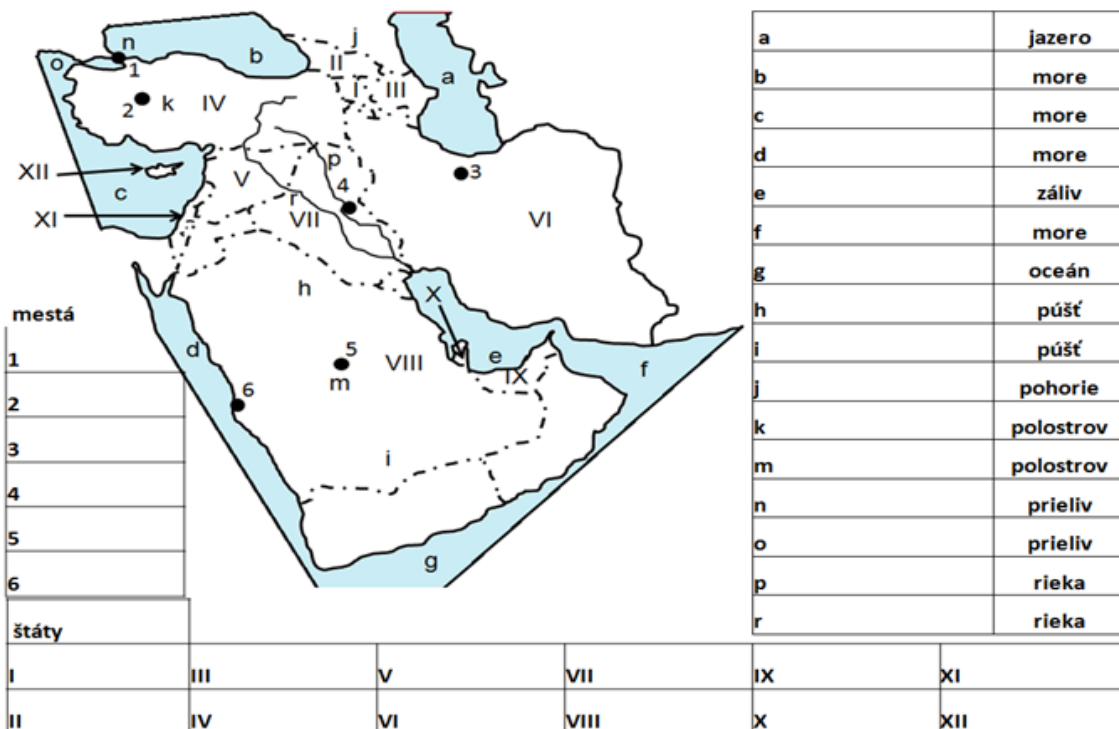 n
j
o
1
b
II
a
I
III
2
k
IV
3
XII
p
V
4
c
r
XI
VII
VI
h
X
d
5
VIII
e
IX
f
m
6
i
g
mestá
1
2
3
4
5
6
a jazero
b more
c more
d more
e záliv
f more
g oceán
h púšť
i púšť
j pohorie
k polostrov
m polostrov
n prieliv
o prieliv
p rieka
r rieka
štáty
I III V VII IX XI
II IV VI VIII X XII